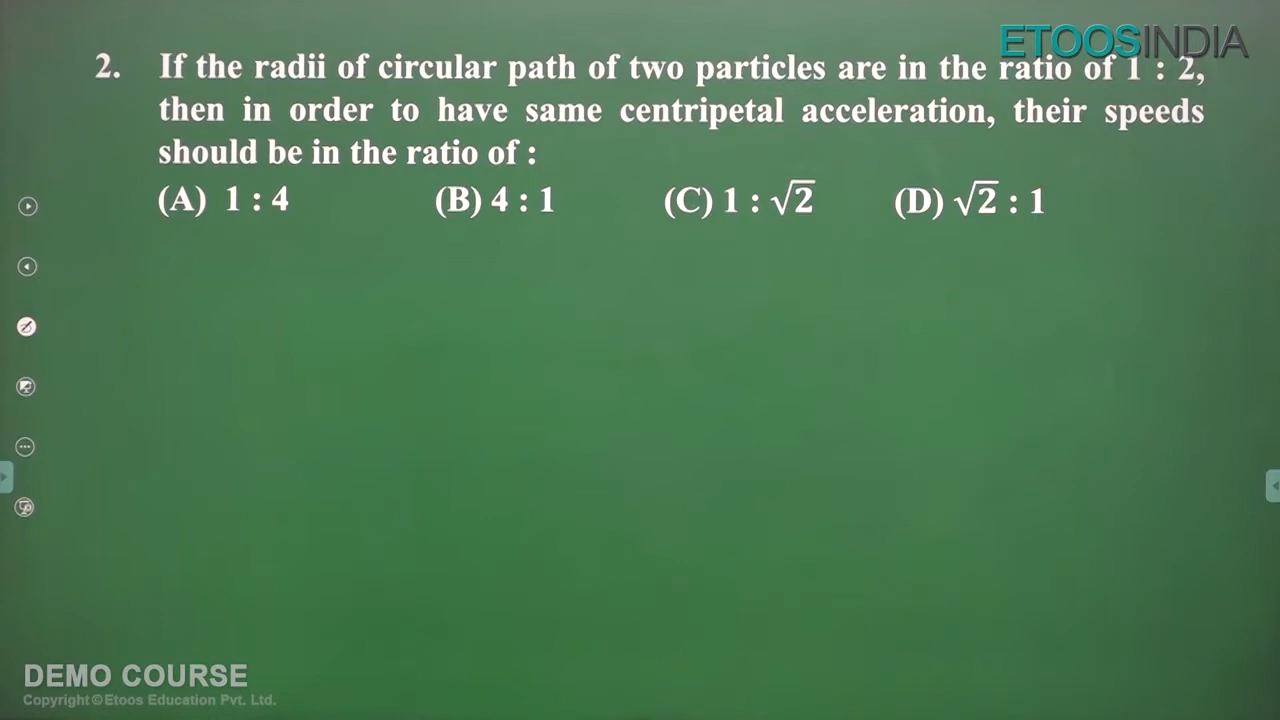 ETOOSINDIA
2. If the radii of circular path of two particles are in the ratio of 1 : 2,
then in order to have same centripetal acceleration, their speeds
should be in the ratio of :
(A) 1 : 4 (B) 4 : 1 (C) 1 : √2 (D) √2 : 1
DEMO COURSE
Copyright©Etoos Education Pvt. Ltd.